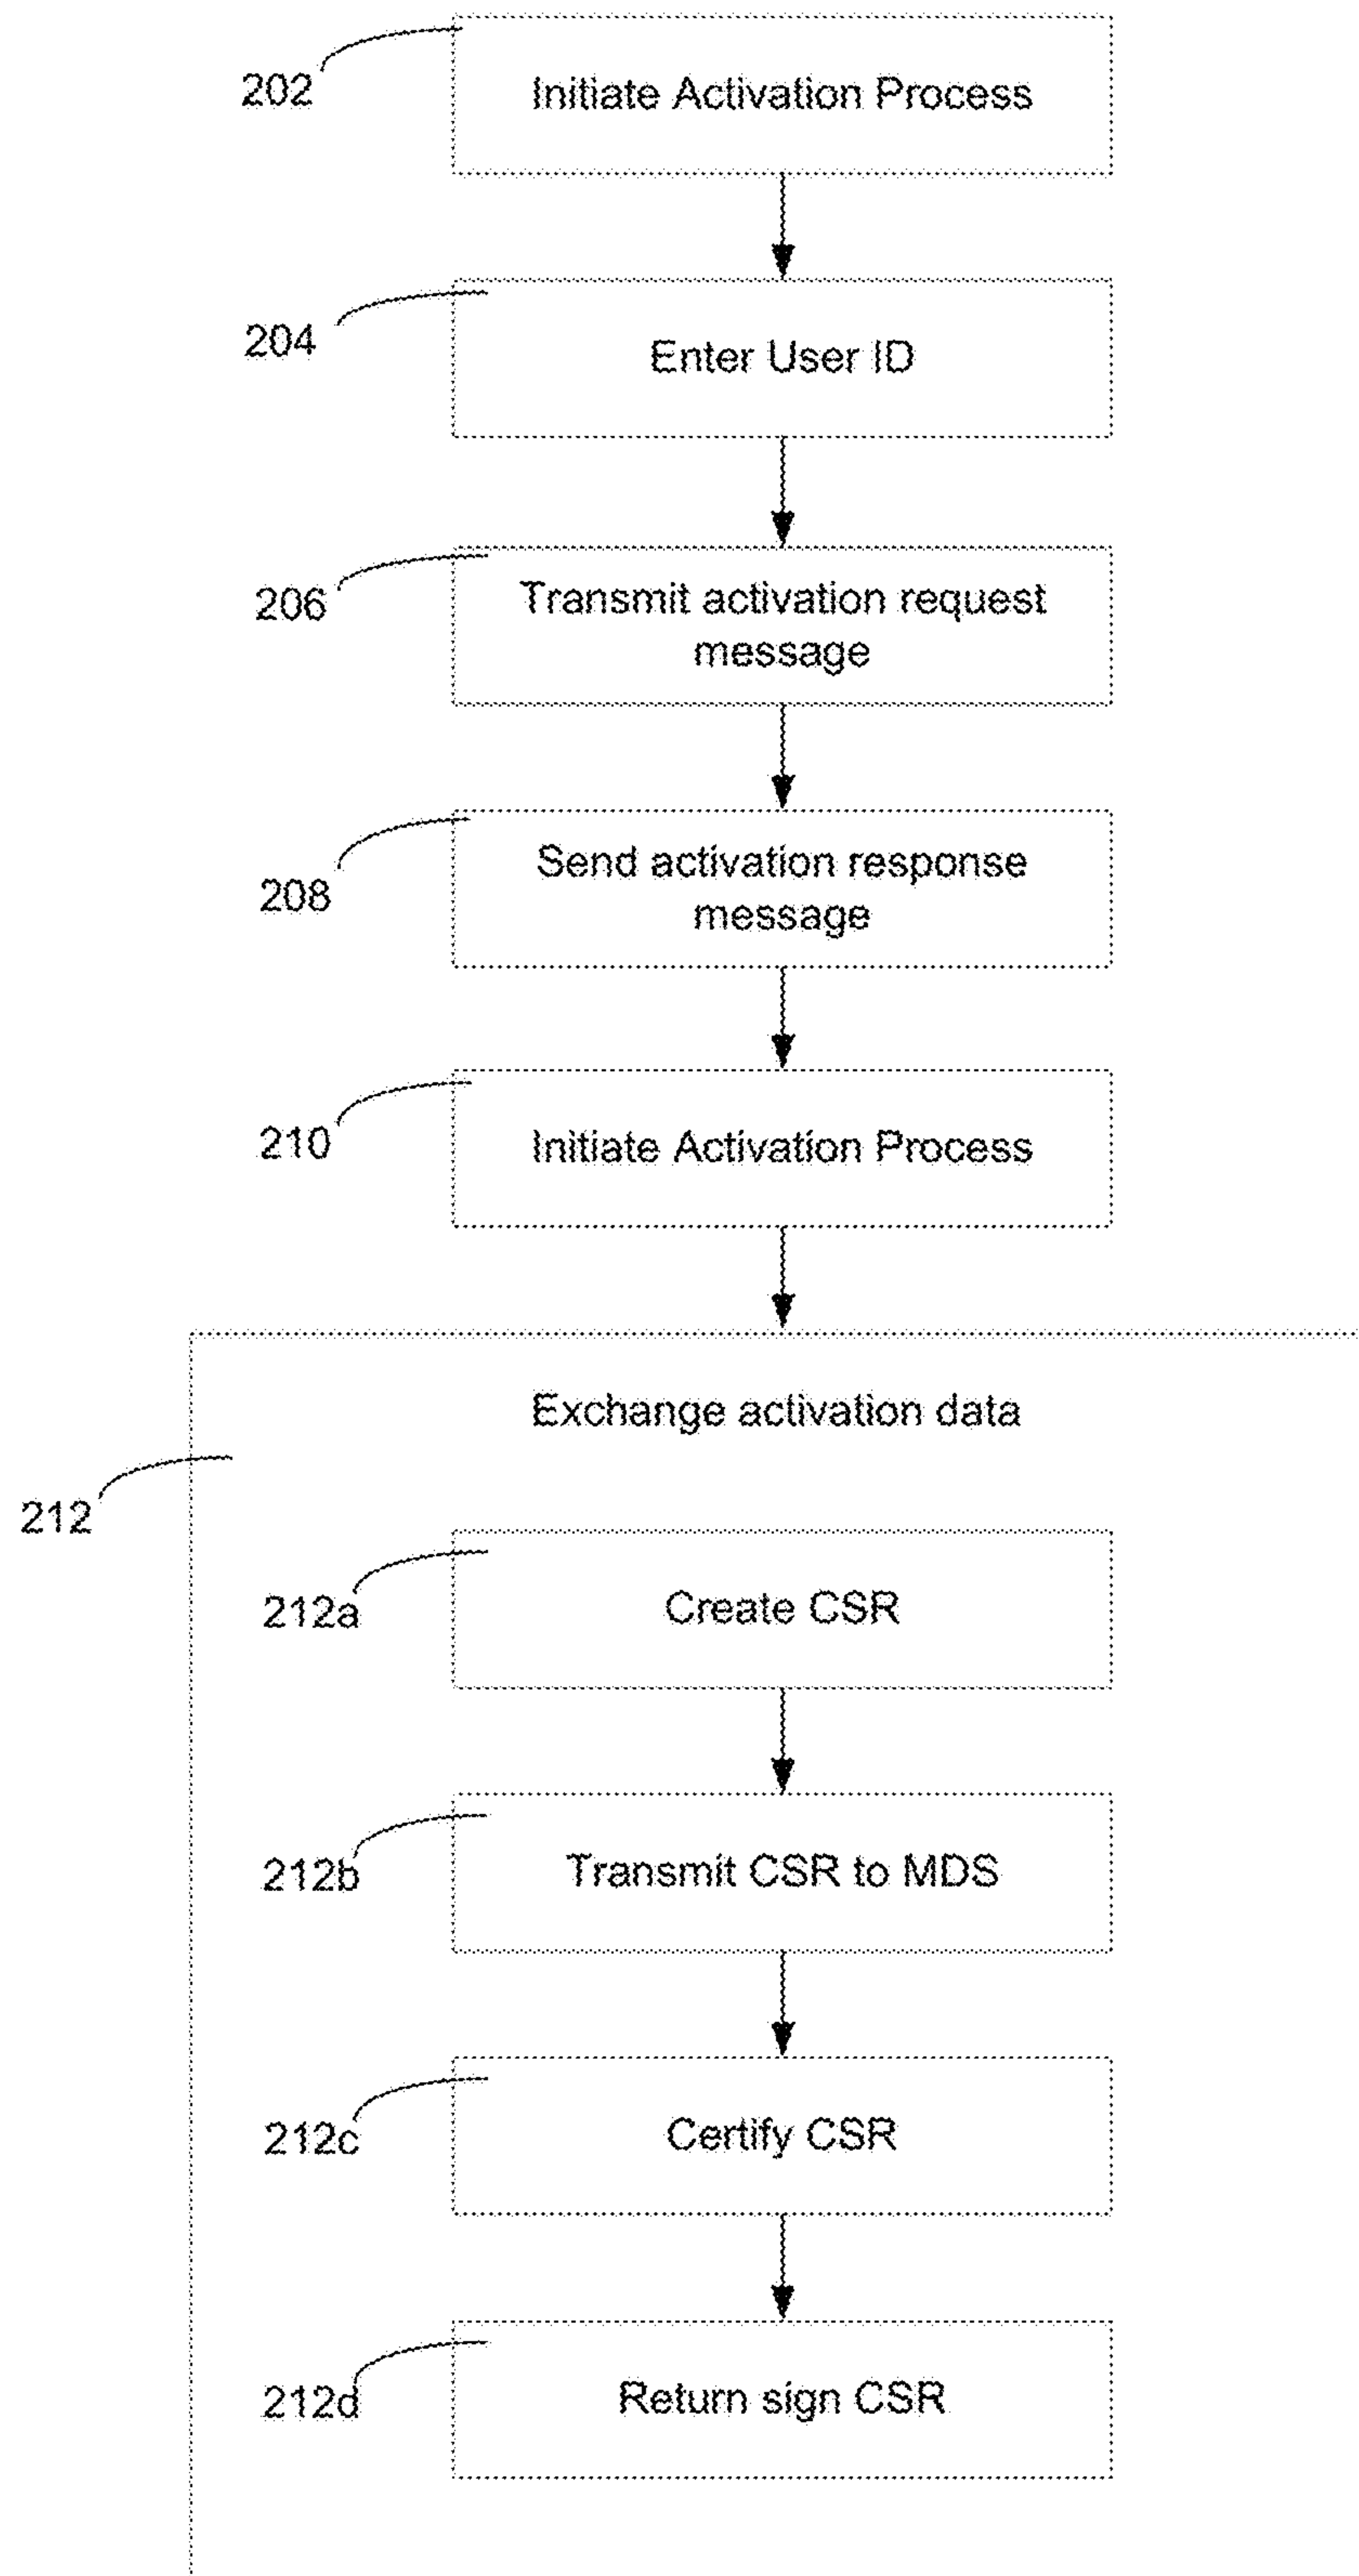 202
Initiate Activation Process
204
Enter User ID
206
Transmit activation request
message
208
Send activation response
message
210
Initiate Activation Process
Exchange activation data
212
212a
Create CSR
212b
Transmit CSR to MDS
212c
Certify CSR
212d
Return sign CSR